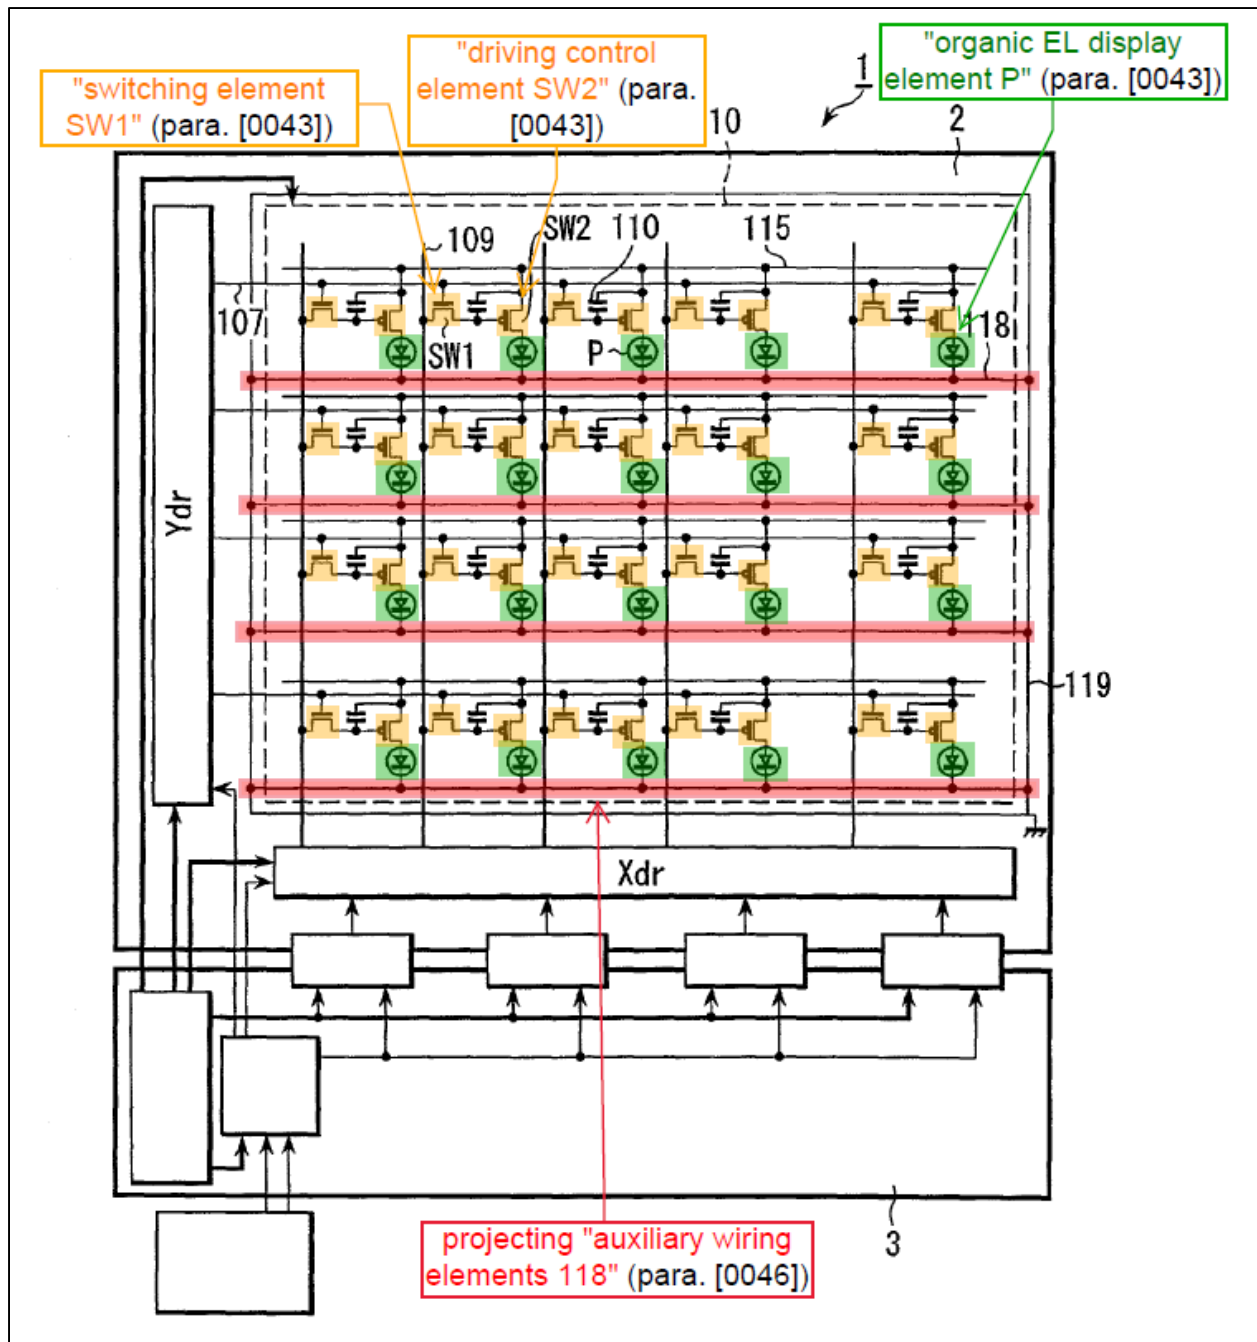 "switching element
SW1" (para. [0043])
"driving control
element SW2" (para.
[0043])
"organic EL display
element P" (para. [0043])
1
2
10
109
SW2
110
115
107
SW1
P
118
Ydr
119
Xdr
3
projecting "auxiliary wiring
elements 118" (para. [0046])